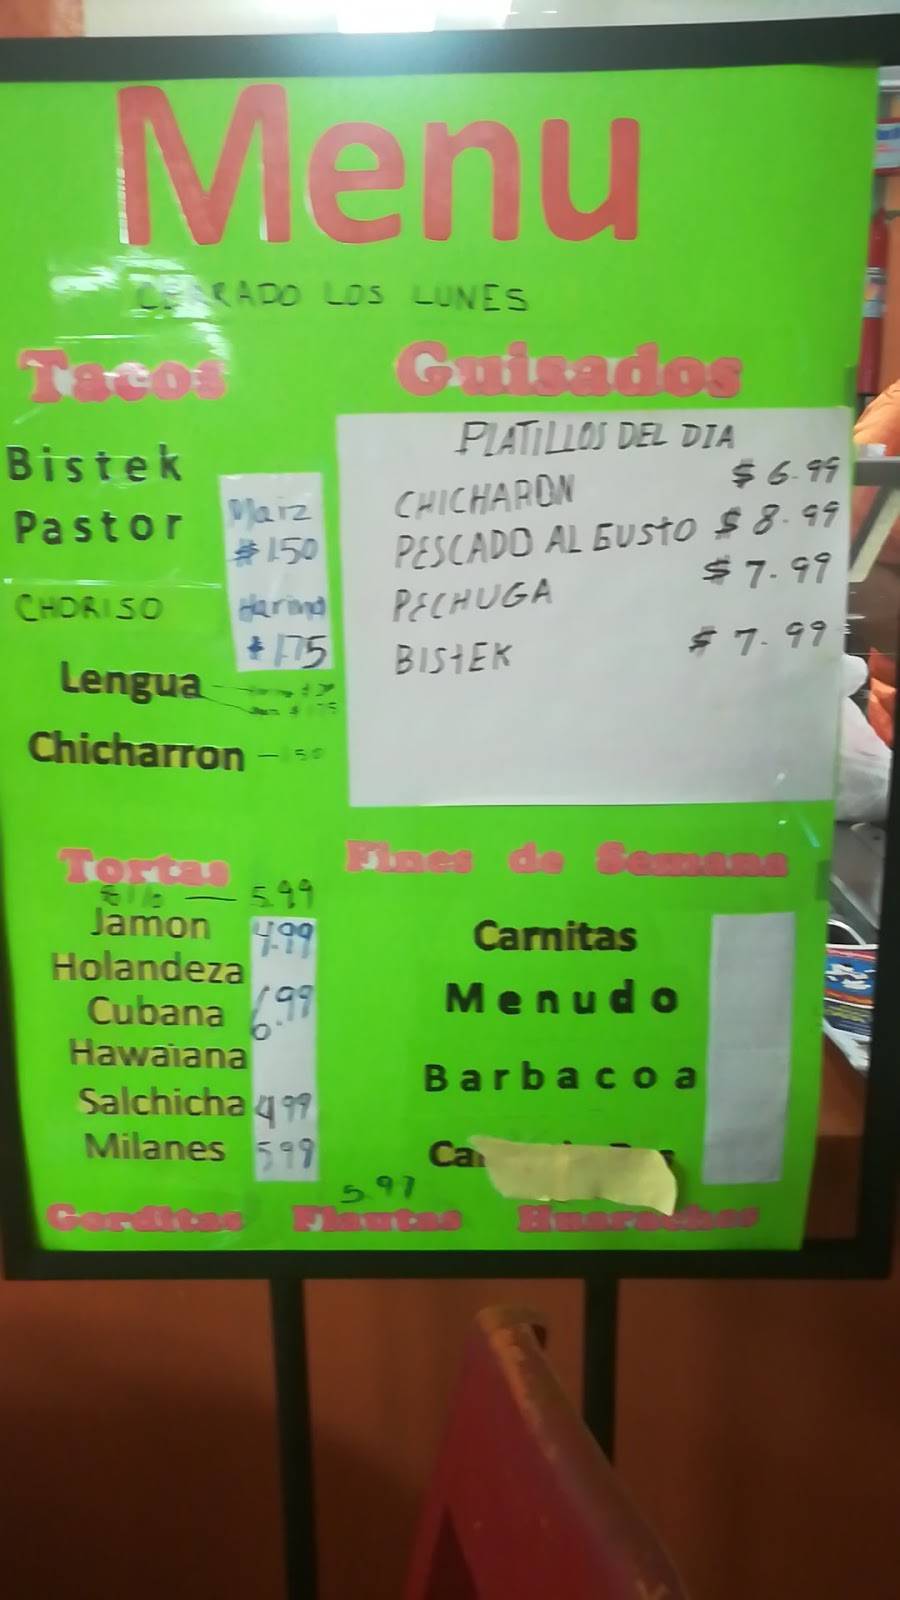 Menu
CERRADO LOS LUNES
Tacos
Bistek
Pastor
Maiz
$1.50
CHORISO
Harina
$1.75
Lengua
Chicharron - 1.50
Guisados
PLATILLOS DEL DIA
CHICHARON $6.99
PESCADO AL GUSTO $8.99
PECHUGA $7.99
BISTEK $7.99
Tortas
5.99
Jamon 4.99
Holandeza
Cubana 6.99
Hawaiana
Salchicha 4.99
Milanes 5.99
Fines de Semana
Carnitas
Menudo
Barbacoa
5.97
Gorditas Flautas Huaraches